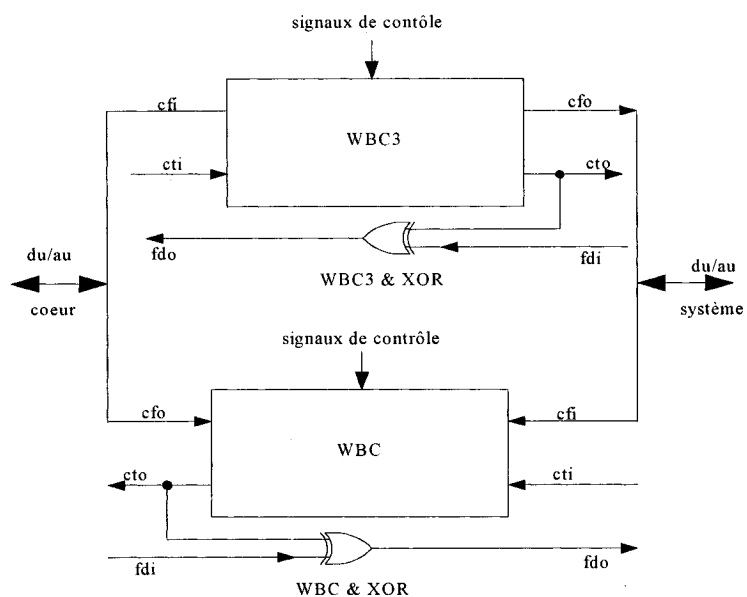 signaux de contôle
cfi
cfo
WBC3
cti
cto
fdo
fdi
du/au
WBC3 & XOR
du/au
coeur
système
signaux de contrôle
cfo
cfi
WBC
cto
cti
fdi
fdo
WBC & XOR